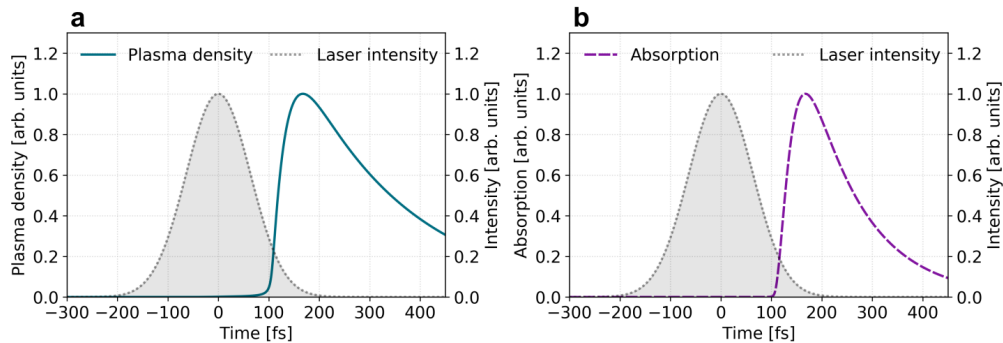 a
Plasma density
Laser intensity
Plasma density [arb. units]
0.0
0.2
0.4
0.6
0.8
1.0
1.2
Intensity [arb. units]
0.0
0.2
0.4
0.6
0.8
1.0
1.2
−300 −200 −100 0 100 200 300 400
Time [fs]
b
Absorption
Laser intensity
Absorption [arb. units]
0.0
0.2
0.4
0.6
0.8
1.0
1.2
Intensity [arb. units]
0.0
0.2
0.4
0.6
0.8
1.0
1.2
−300 −200 −100 0 100 200 300 400
Time [fs]